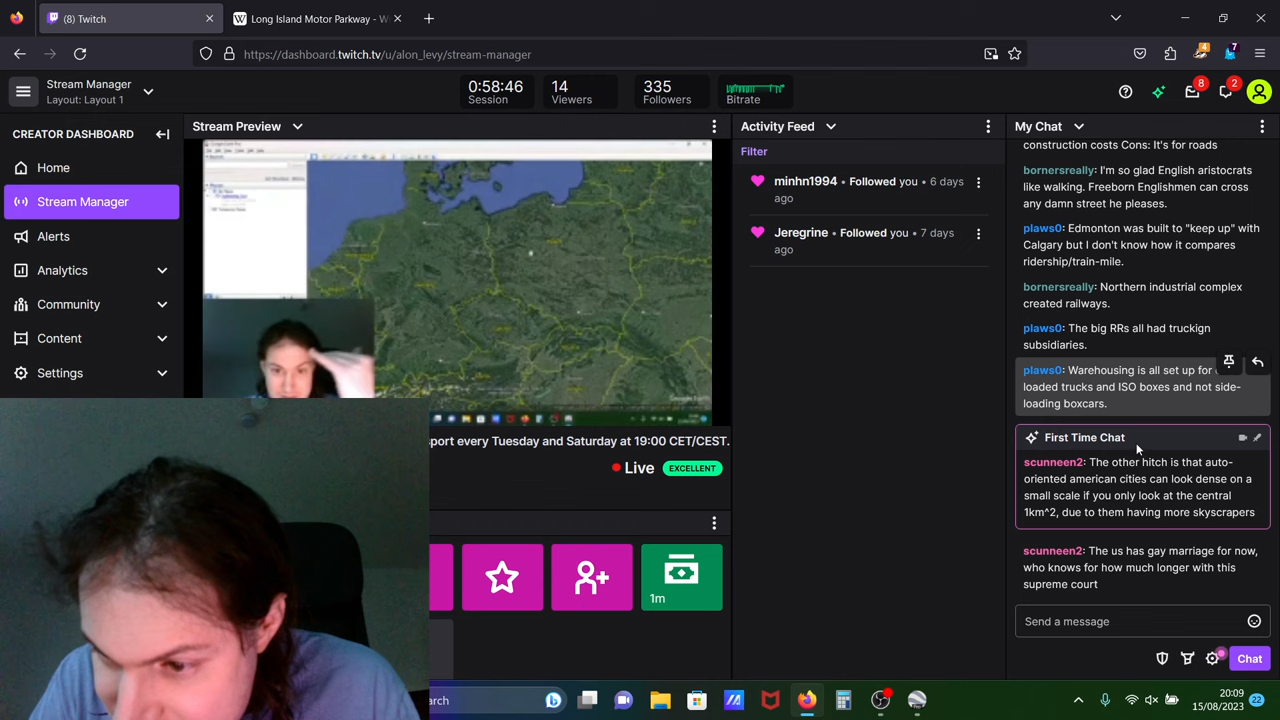 (8) Twitch
Long Island Motor Parkway - W
https://dashboard.twitch.tv/u/alon_levy/stream-manager
4
7
Stream Manager
Layout: Layout 1
0:58:46
Session
14
Viewers
335
Followers
Bitrate
8
2
CREATOR DASHBOARD
Home
Stream Manager
Alerts
Analytics
Community
Content
Settings
Stream Preview
port every Tuesday and Saturday at 19:00 CET/CEST.
Live
EXCELLENT
1m
Activity Feed
Filter
minhn1994 • Followed you • 6 days
ago
Jeregrine • Followed you • 7 days
ago
My Chat
constructi
it's for roads
bornersreally: I'm so glad English aristocrats
like walking so the English can cross
any damn street he pleases.
plaws0: Edmonton was built to "keep up" with
Calgary but I don't know how it compares
ridership/train-mile.
bornersreally: Northern industrial complex
created railways.
plaws0: The big RRs all had truckign
subsidiaries.
plaws0: Warehousing is all set up for
loaded trucks and ISO boxes and not side-
loading boxcars.
First Time Chat
scunneen2: The other hitch is that auto-
oriented american cities can look dense on a
small scale if you only look at the central
1km^2, due to them having more skyscrapers
scunneen2: The us has gay marriage for now,
who knows for how much longer with this
supreme court
Send a message
Chat
earch
20:09
15/08/2023
22